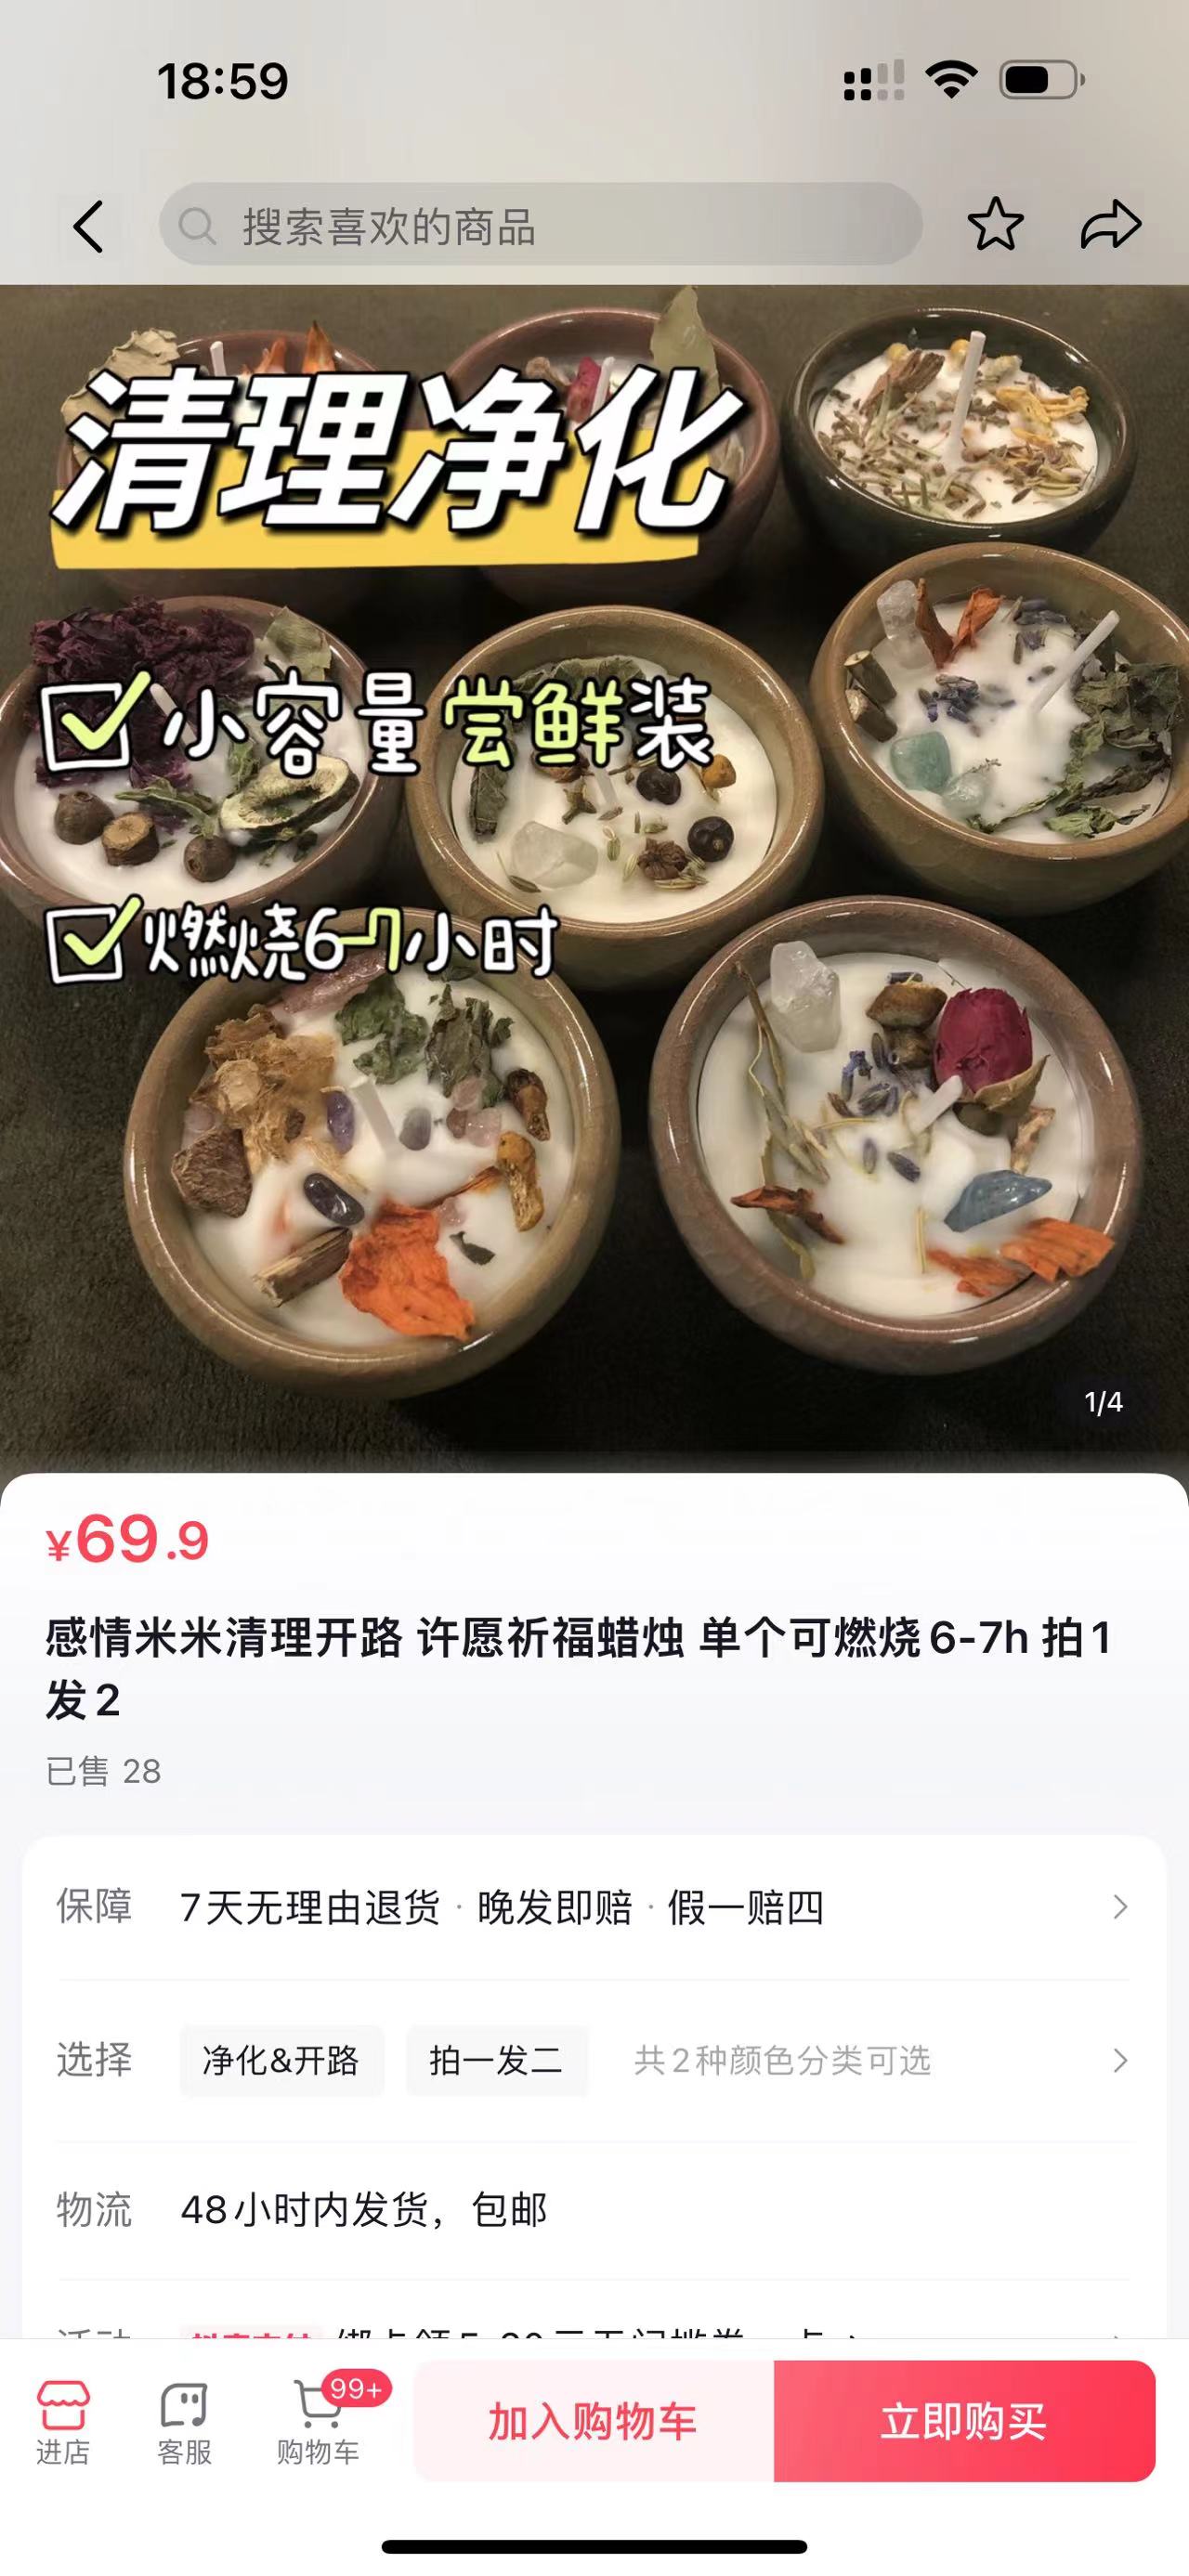 18:59
搜索喜欢的商品
清理净化
小容量尝鲜装
燃烧6-7小时
1/4
¥69.9
感情米米清理开路 许愿祈福蜡烛 单个可燃烧6-7h 拍1
发2
已售 28
保障 7天无理由退货 · 晚发即赔 · 假一赔四
选择 净化&开路 拍一发二 共2种颜色分类可选
物流 48小时内发货，包邮
进店
客服
购物车 99+
加入购物车
立即购买